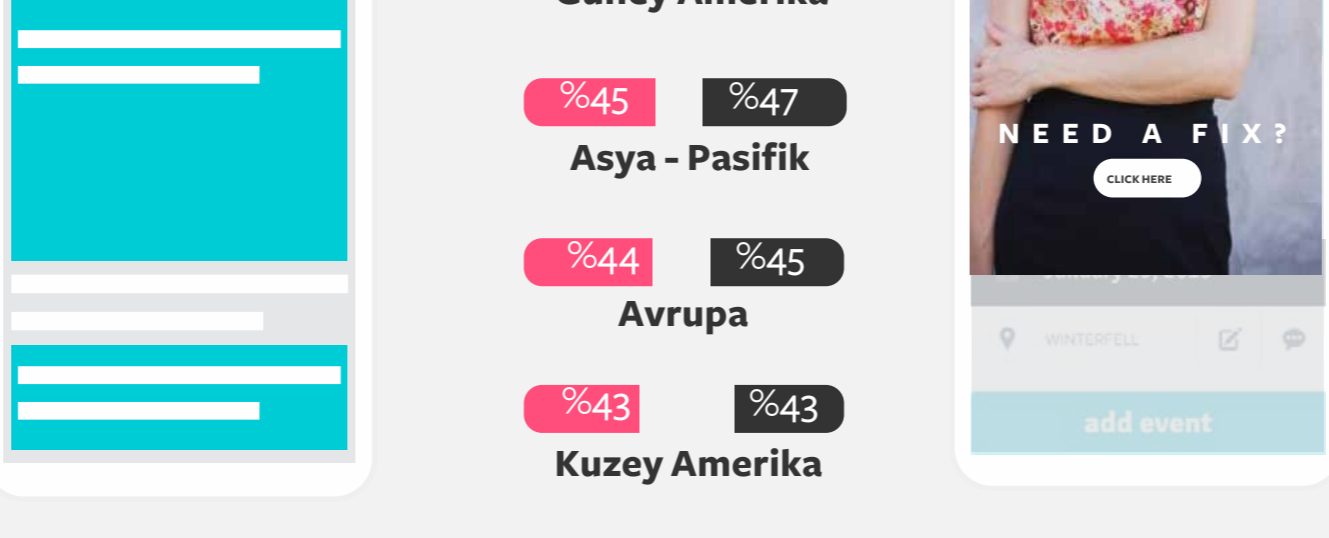 %45 %47
Asya - Pasifik
%44 %45
Avrupa
%43 %43
Kuzey Amerika
NEED A FIX?
CLICK HERE
WINTERFELL
add event